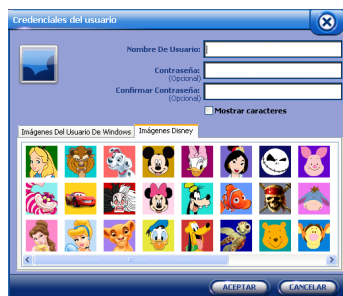 Credenciales del usuario
Nombre De Usuario:
Contraseña:
(Opcional)
Confirmar Contraseña:
(Opcional)
Mostrar caracteres
Imágenes Del Usuario De Windows
Imágenes Disney
ACEPTAR
CANCELAR